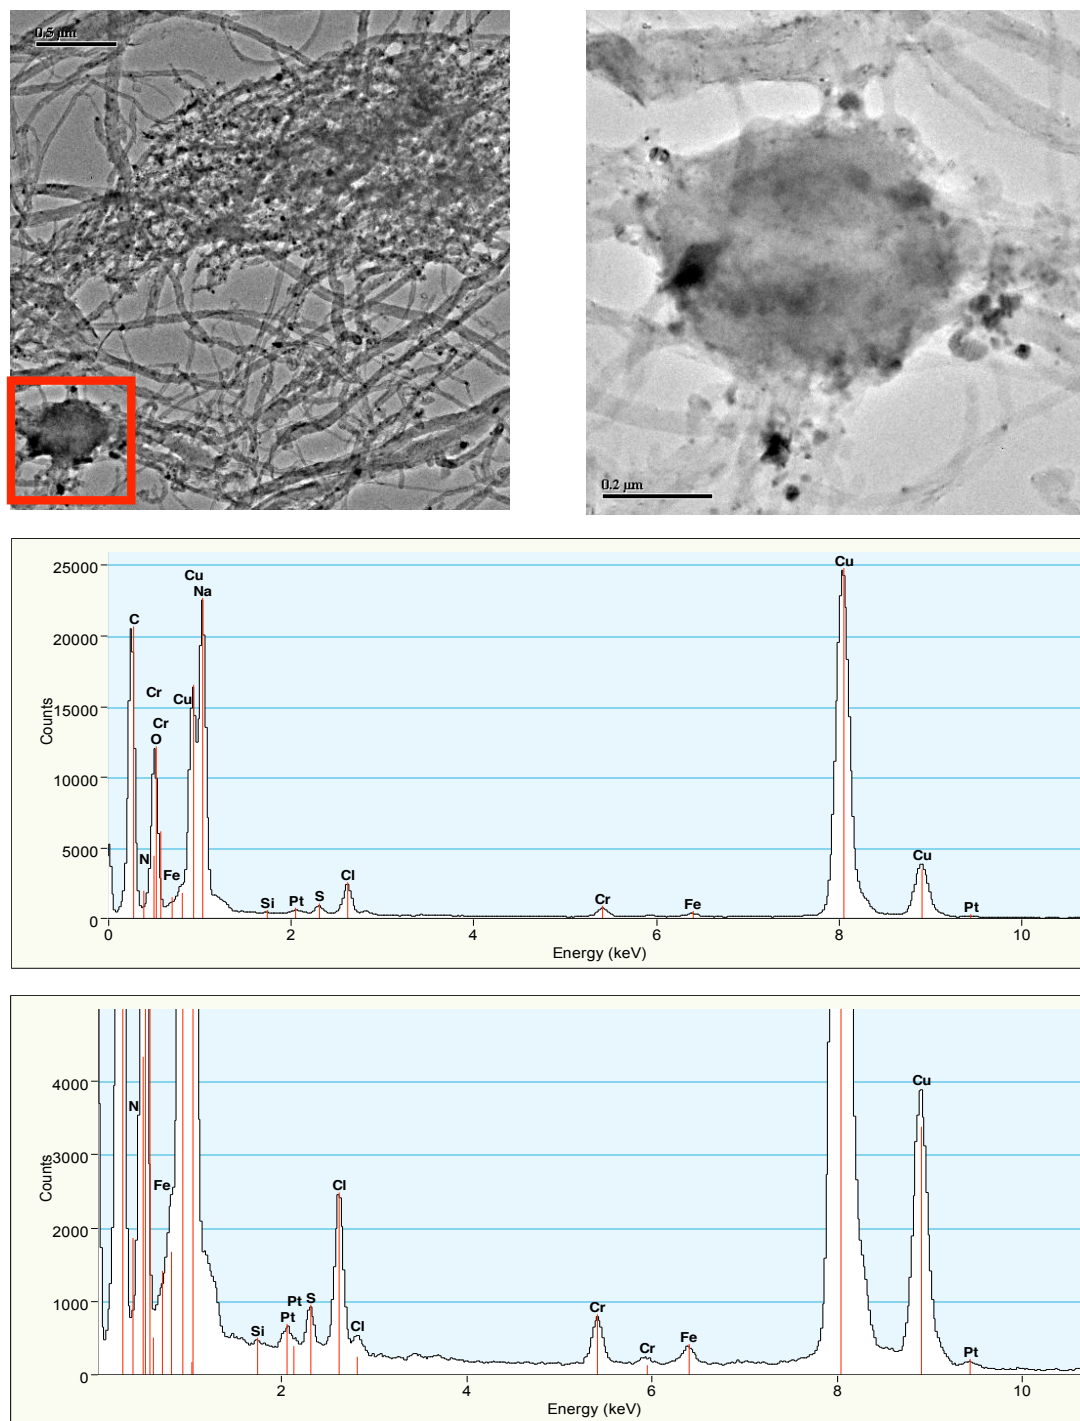 0.5 µm
0.2 µm
25000
20000
15000
10000
5000
0
Counts
C
Cr
Cr
O
N
Fe
Cu
Cu
Na
Si
Pt
S
Cl
Cr
Fe
Cu
Cu
Pt
0 2 4 6 8 10
Energy (keV)
4000
3000
2000
1000
0
Counts
N
Fe
Si
Pt
Pt
S
Cl
Cl
Cr
Cr
Fe
Cu
Pt
2 4 6 8 10
Energy (keV)